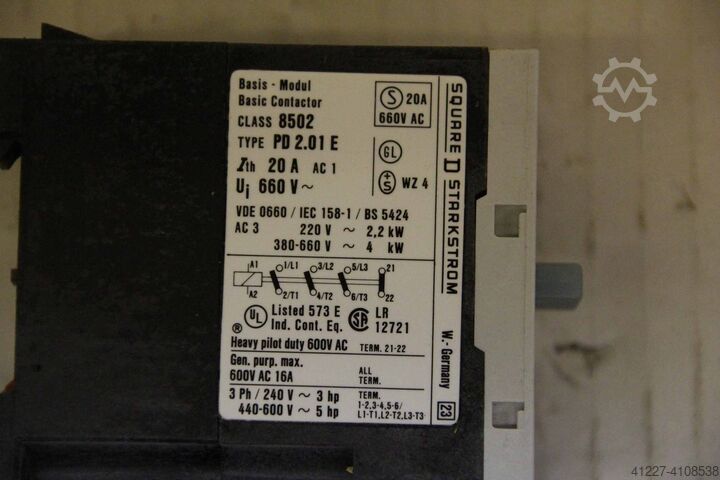 Basis - Modul
Basic Contactor
CLASS 8502
TYPE PD 2.01 E
Ith 20 A AC 1
Ui 660 V ~
S 20A
660V AC
GL
+S WZ 4
VDE 0660 / IEC 158-1 / BS 5424
AC 3 220 V ~ 2,2 kW
380-660 V ~ 4 kW
A1 1/L1 3/L2 5/L3 21
A2 2/T1 4/T2 6/T3 22
UL Listed 573 E SA LR
® Ind. Cont. Eq. 12721
Heavy pilot duty 600V AC TERM. 21-22
Gen. purp. max. ALL
600V AC 16A TERM.
3 Ph / 240 V ~ 3 hp TERM.
440-600 V ~ 5 hp 1-2,3-4,5-6/
L1-T1,L2-T2,L3-T3
SQUARE D STARKSTROM
W.-Germany 23
41227-4108538